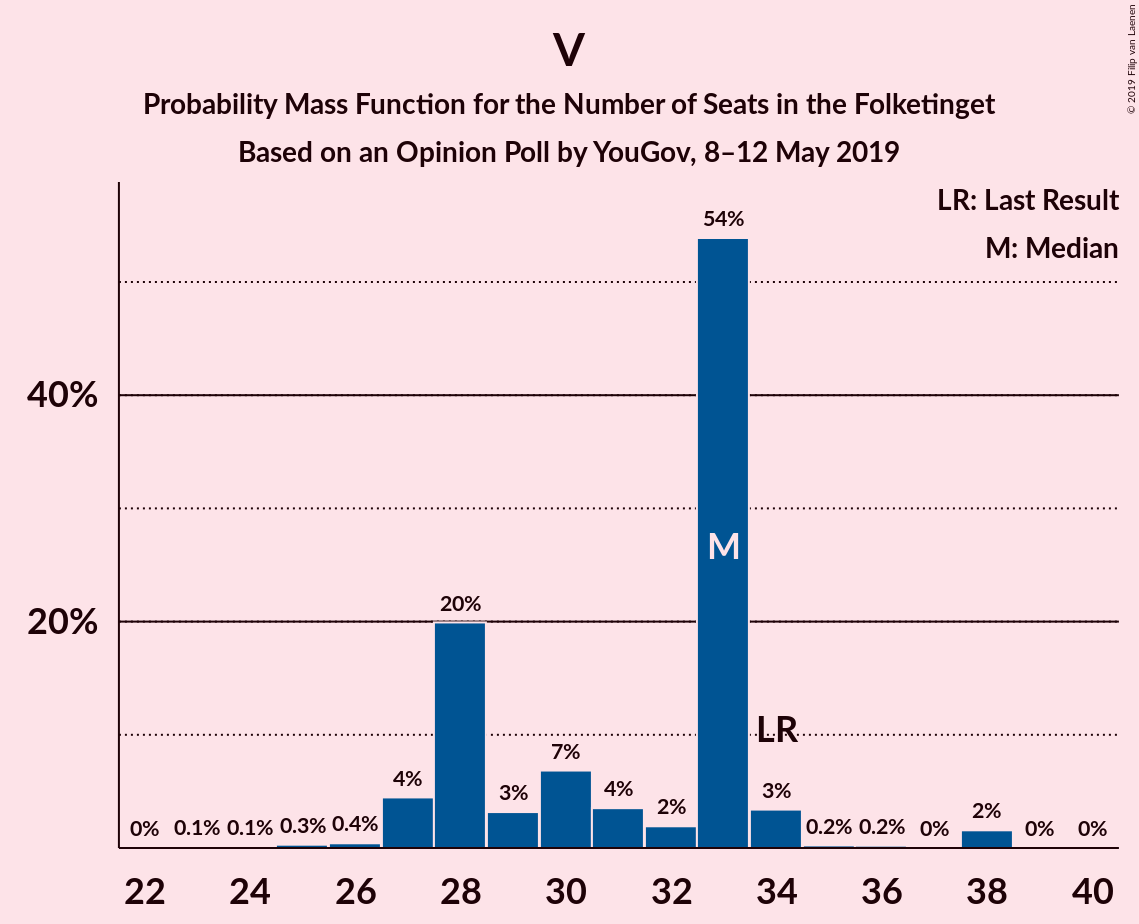 V
Probability Mass Function for the Number of Seats in the Folketinget
Based on an Opinion Poll by YouGov, 8–12 May 2019
© 2019 Filip van Laenen
LR: Last Result
M: Median
54%
40%
M
20%
20%
LR
7%
4%
3%
4%
2%
3%
2%
0%
0.1%
0.1%
0.3%
0.4%
0.2%
0.2%
0%
0%
0%
22 24 26 28 30 32 34 36 38 40